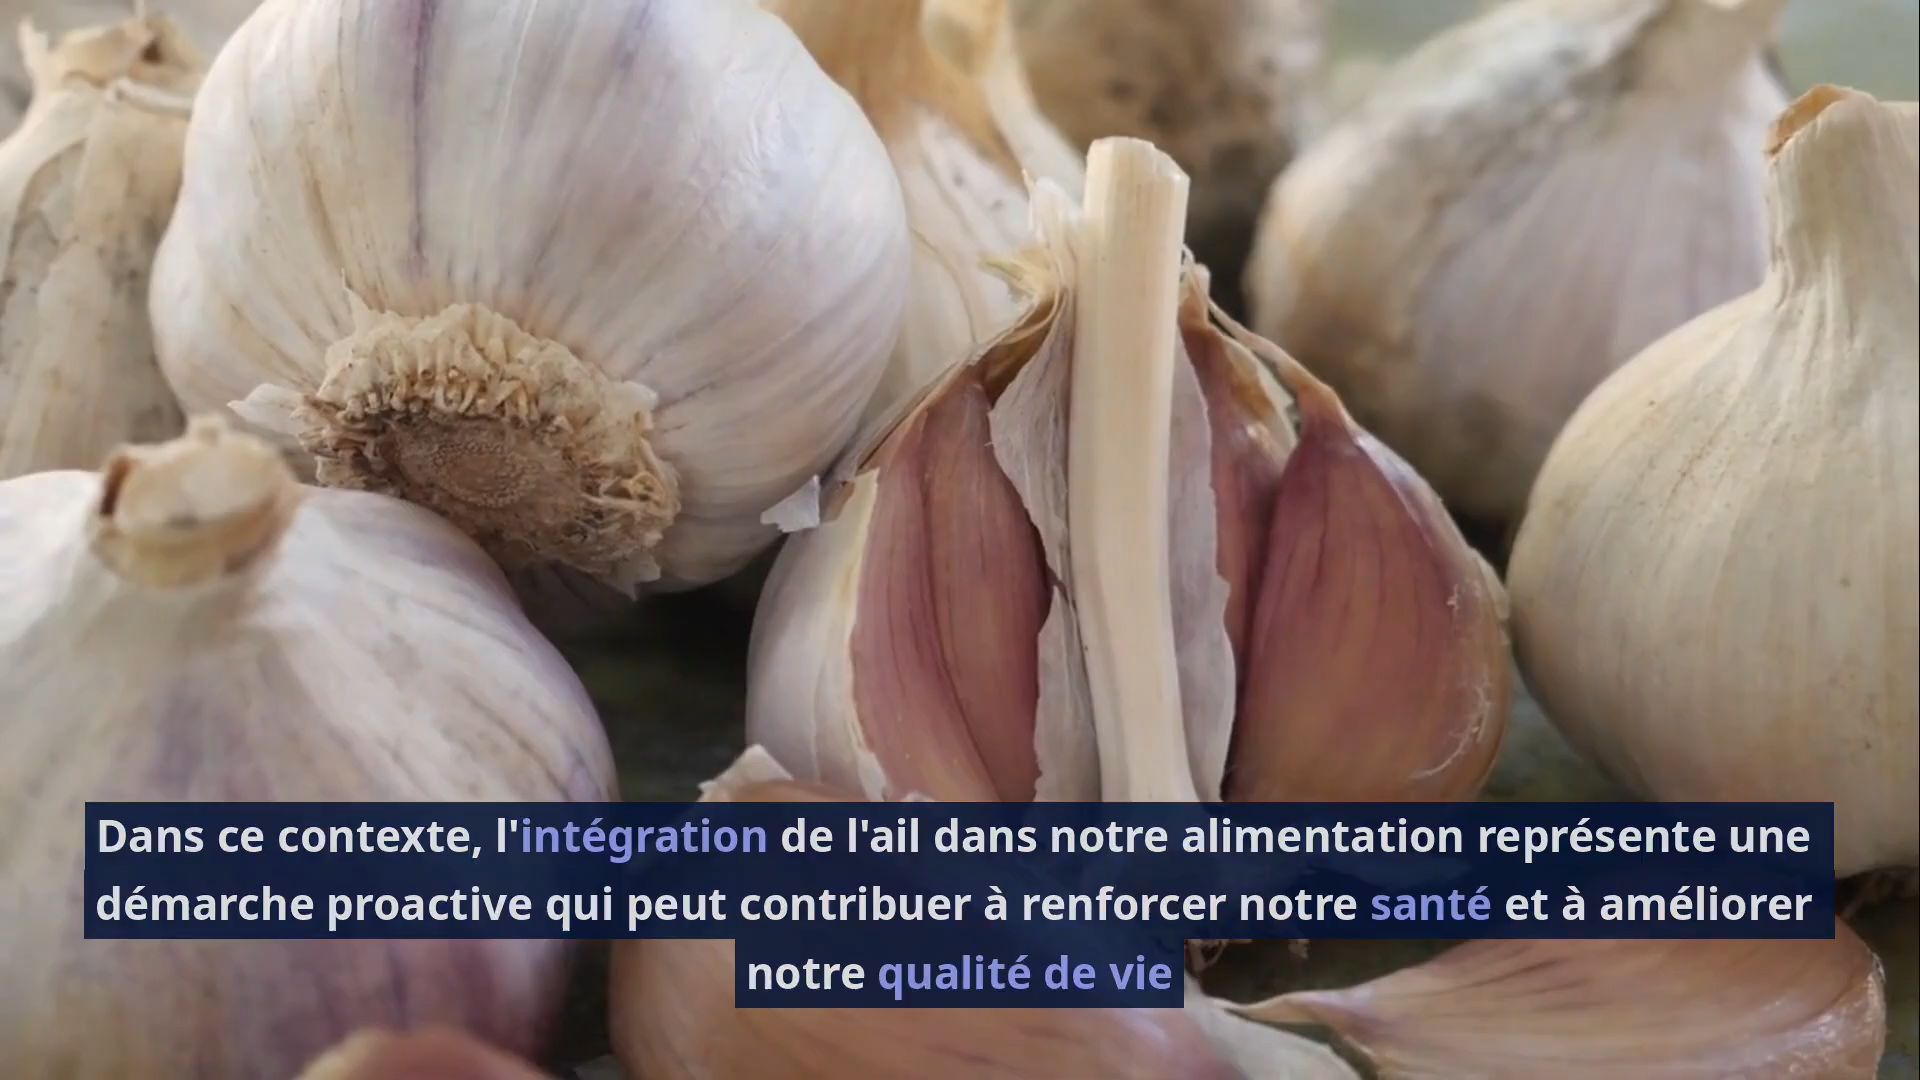 Dans ce contexte, l'intégration de l'ail dans notre alimentation représente une
démarche proactive qui peut contribuer à renforcer notre santé et à améliorer
notre qualité de vie